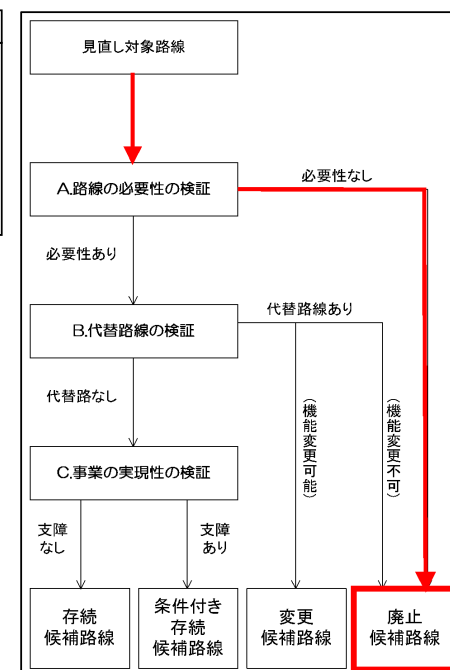 見直し対象路線
A.路線の必要性の検証
必要性なし
必要性あり
B.代替路線の検証
代替路線あり
代替路なし
(機能変更可能)
(機能変更不可)
C.事業の実現性の検証
支障
なし
支障
あり
存続
候補路線
条件付き
存続
候補路線
変更
候補路線
廃止
候補路線